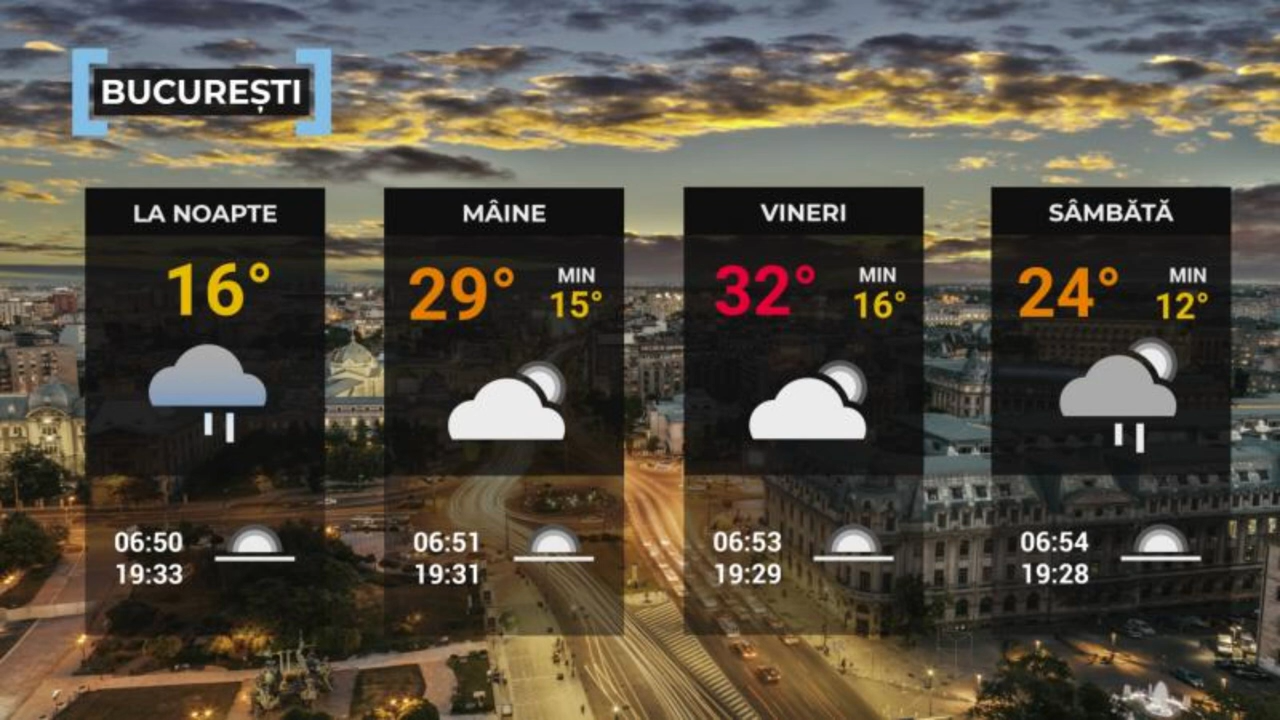 BUCUREȘTI
LA NOAPTE
16°
06:50
19:33
MÂINE
29°
MIN
15°
06:51
19:31
VINERI
32°
MIN
16°
06:53
19:29
SÂMBĂTĂ
24°
MIN
12°
06:54
19:28